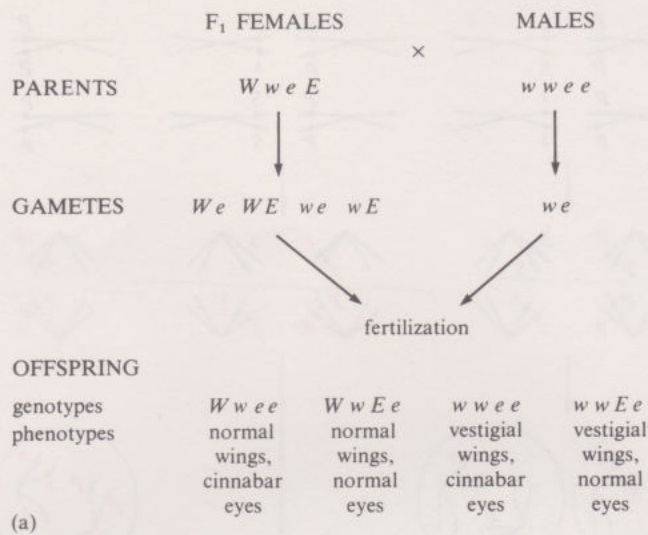 F₁ FEMALES MALES
×
PARENTS W w e E w w e e
GAMETES W e W E w e w E w e
fertilization
OFFSPRING
genotypes W w e e W w E e w w e e w w E e
phenotypes normal normal vestigial vestigial
wings, wings, wings, wings,
cinnabar normal cinnabar normal
eyes eyes eyes eyes
(a)